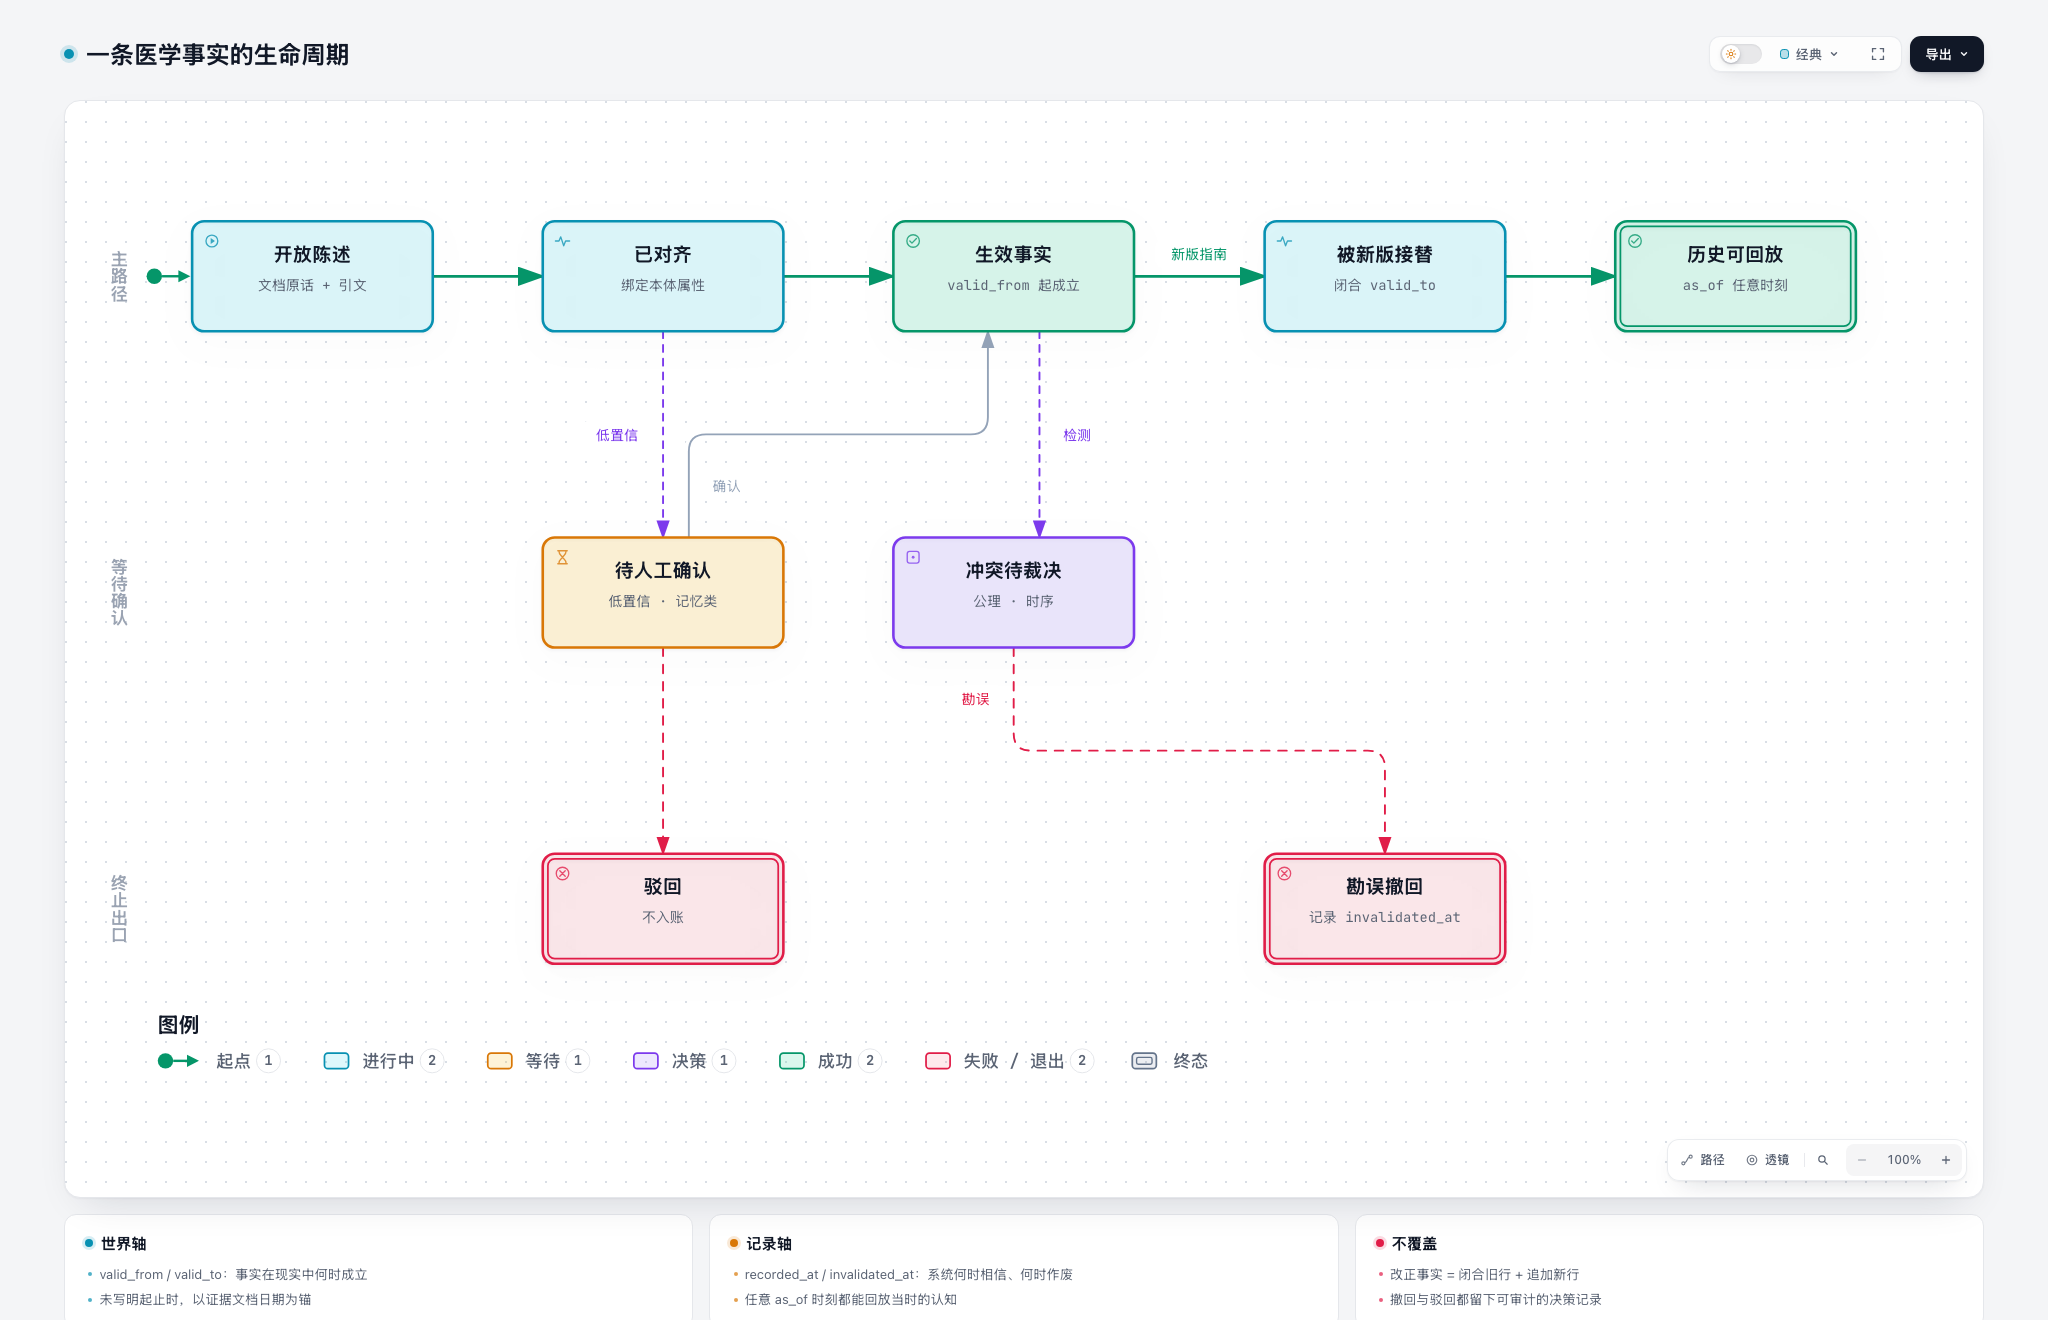 一条医学事实的生命周期
经典
导出
主路径
开放陈述
文档原话 + 引文
已对齐
绑定本体属性
生效事实
valid_from 起成立
新版指南
被新版接替
闭合 valid_to
历史可回放
as_of 任意时刻
低置信
检测
确认
等待确认
待人工确认
低置信 · 记忆类
冲突待裁决
公理 · 时序
勘误
终止出口
驳回
不入账
勘误撤回
记录 invalidated_at
图例
起点 1
进行中 2
等待 1
决策 1
成功 2
失败 / 退出 2
终态
路径
透镜
100%
世界轴
valid_from / valid_to：事实在现实中何时成立
未写明起止时，以证据文档日期为锚
记录轴
recorded_at / invalidated_at：系统何时相信、何时作废
任意 as_of 时刻都能回放当时的认知
不覆盖
改正事实 = 闭合旧行 + 追加新行
撤回与驳回都留下可审计的决策记录